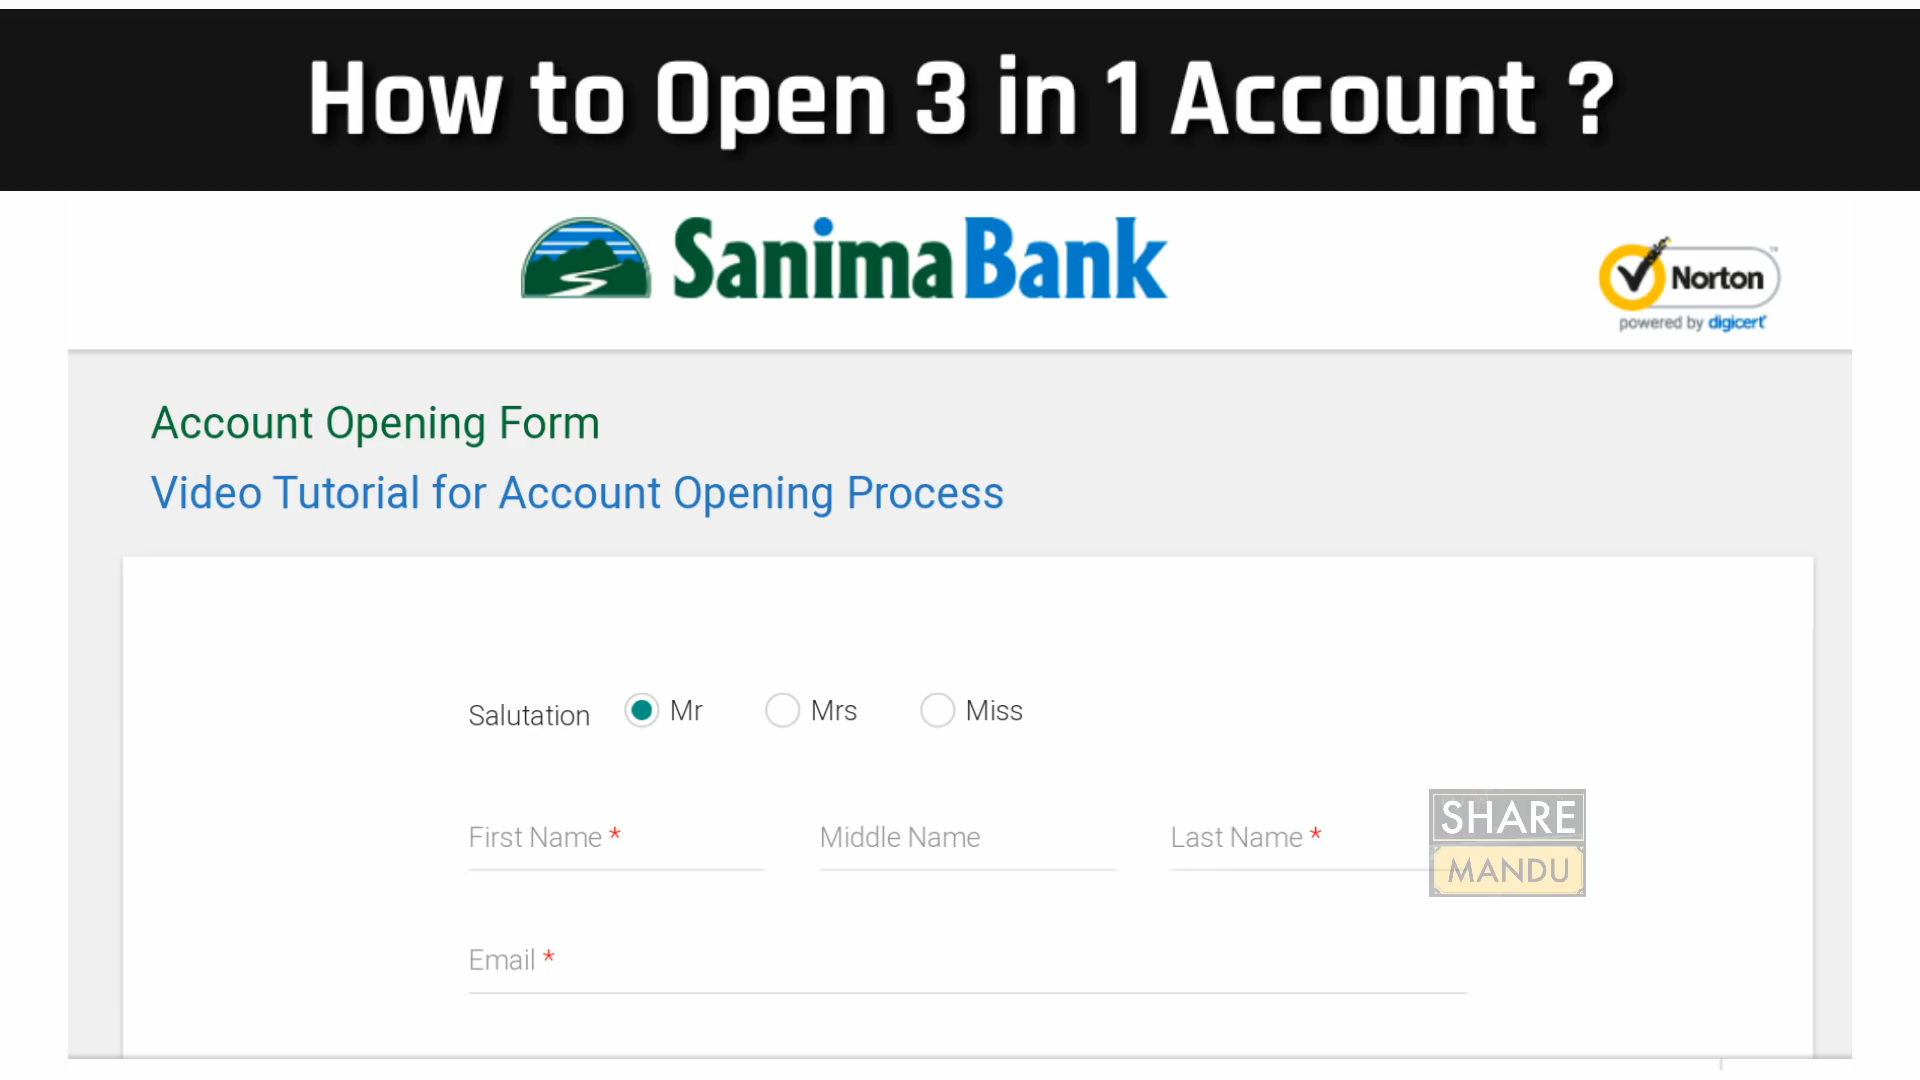 How to Open 3 in 1 Account ?
Sanima Bank
Norton
powered by digicert
Account Opening Form
Video Tutorial for Account Opening Process
Salutation Mr Mrs Miss
First Name * Middle Name Last Name *
SHARE
MANDU
Email *